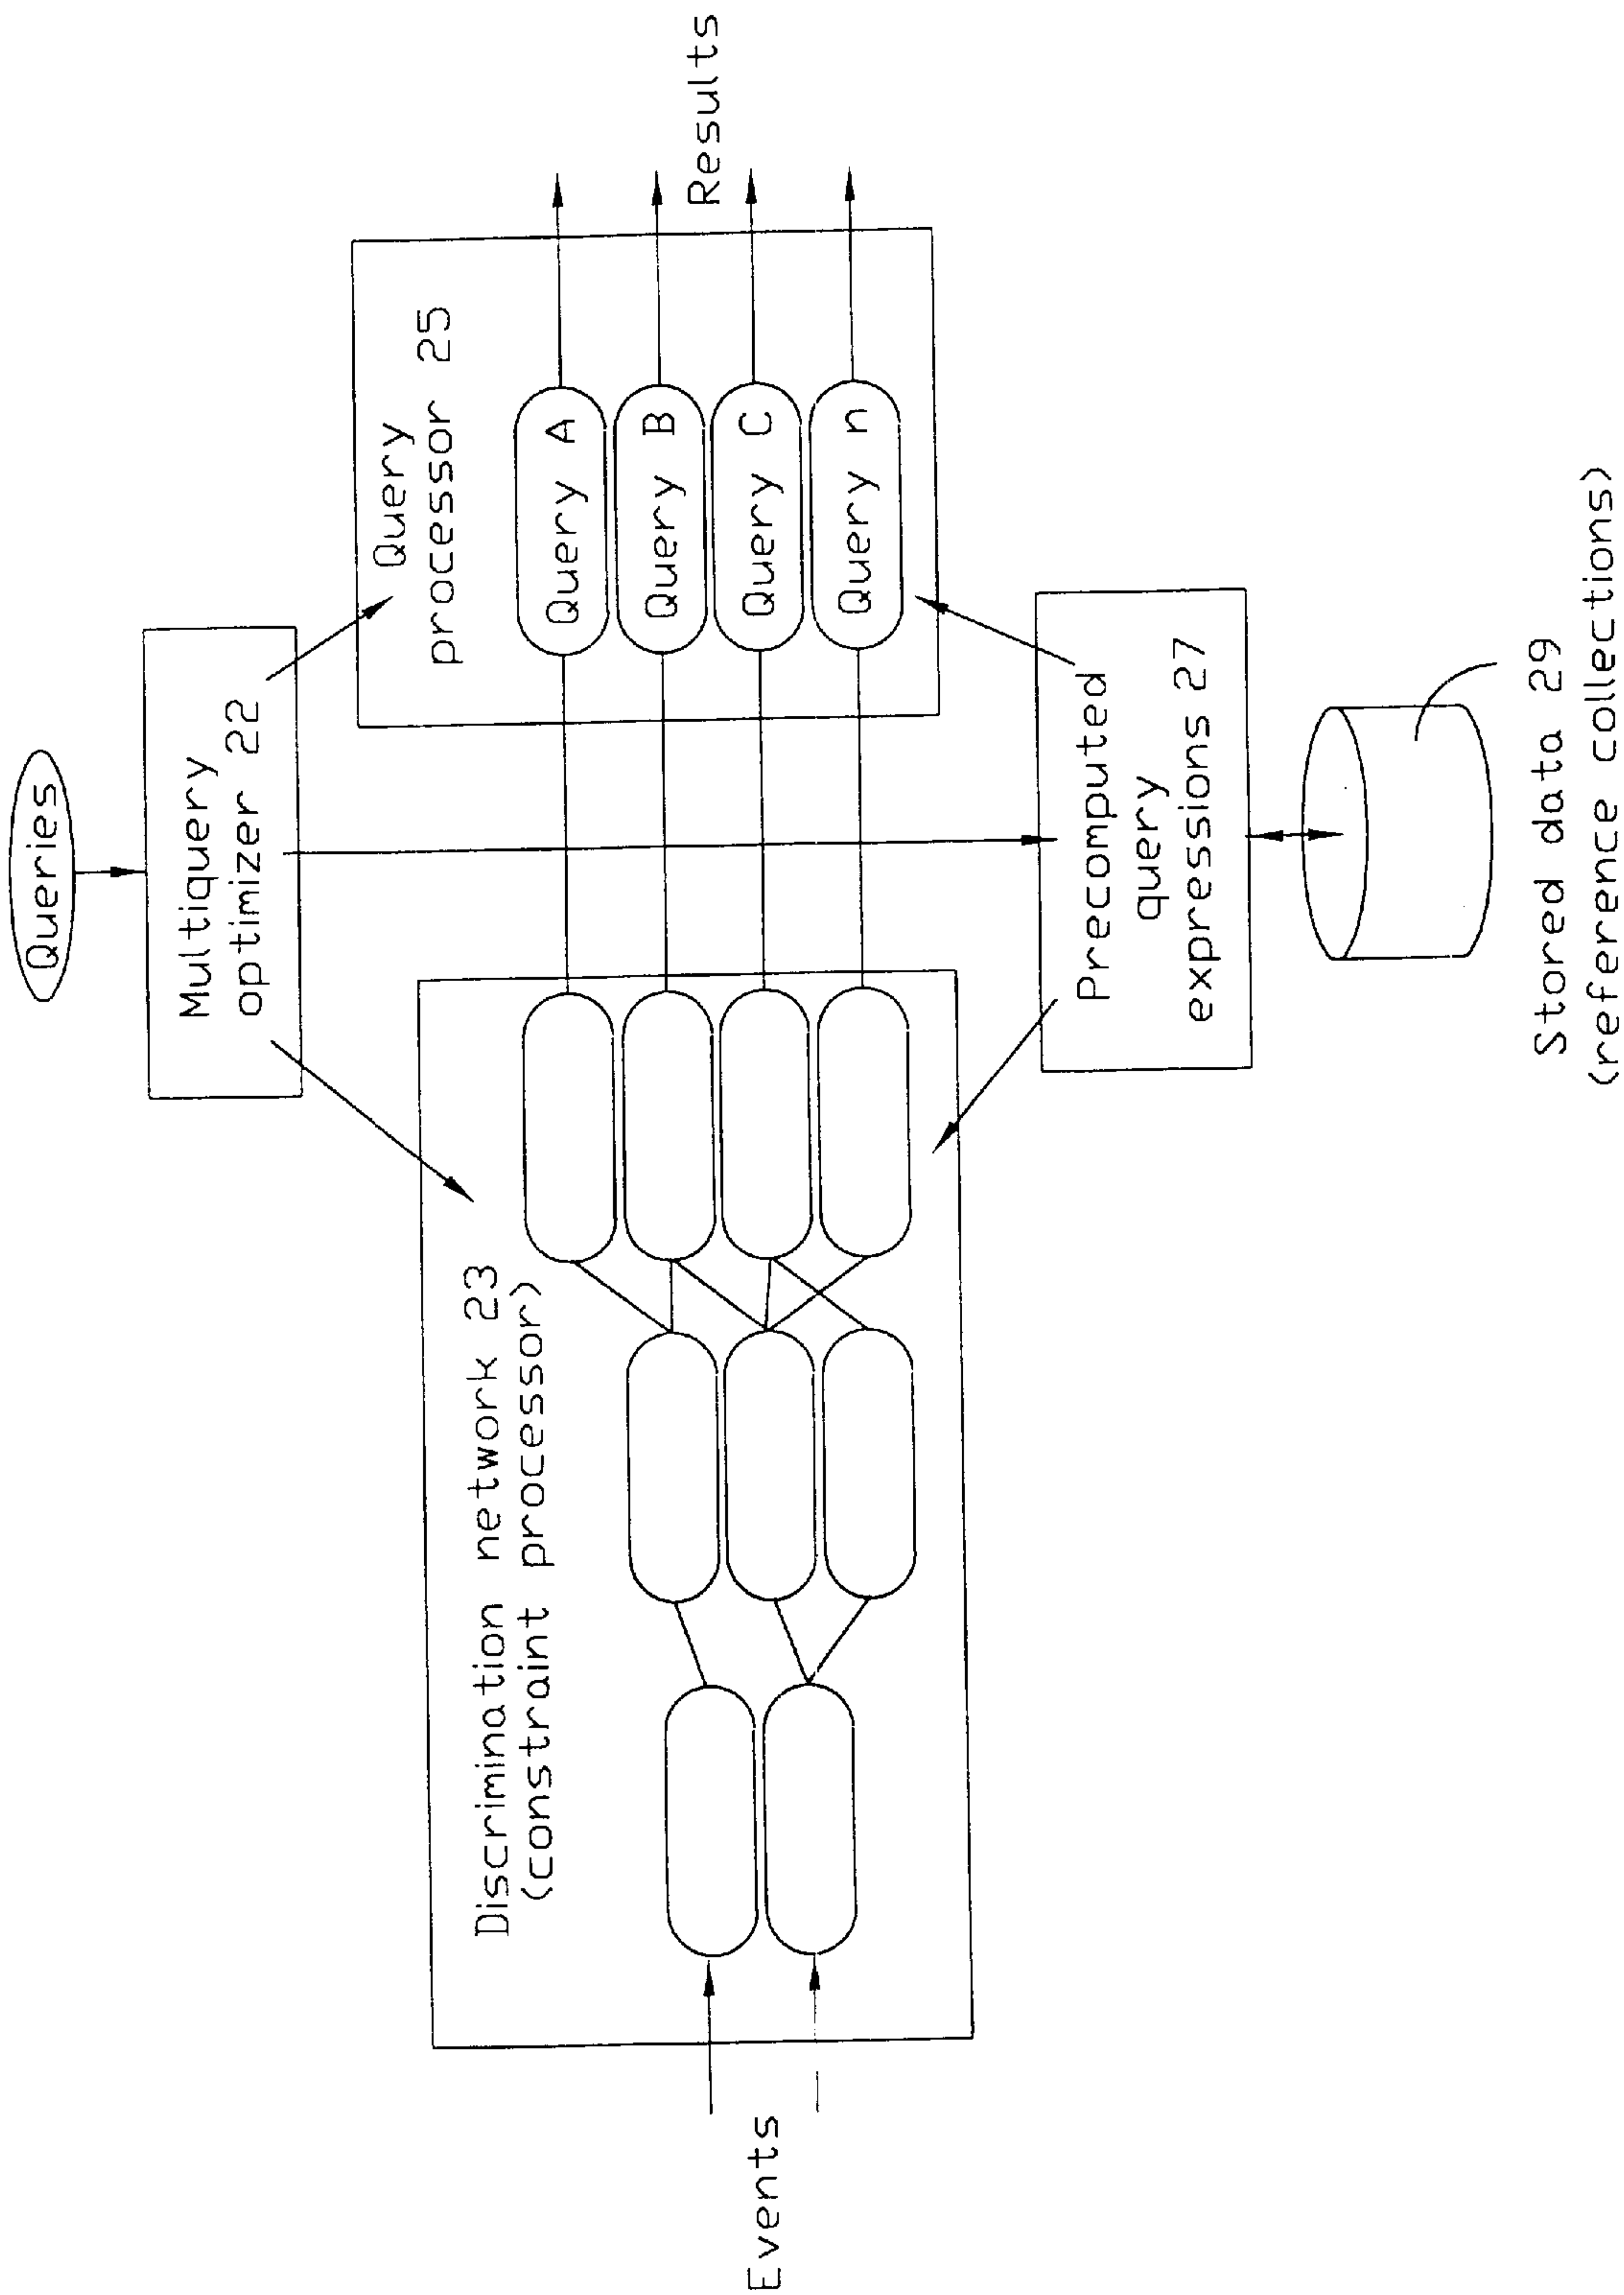 Queries
Multiquery
optimizer 22
Discrimination network 23
(constraint processor)
Query
processor 25
Query A
Query B
Query C
Query n
Events
Results
Precomputed
query
expressions 27
Stored data 29
(reference collections)